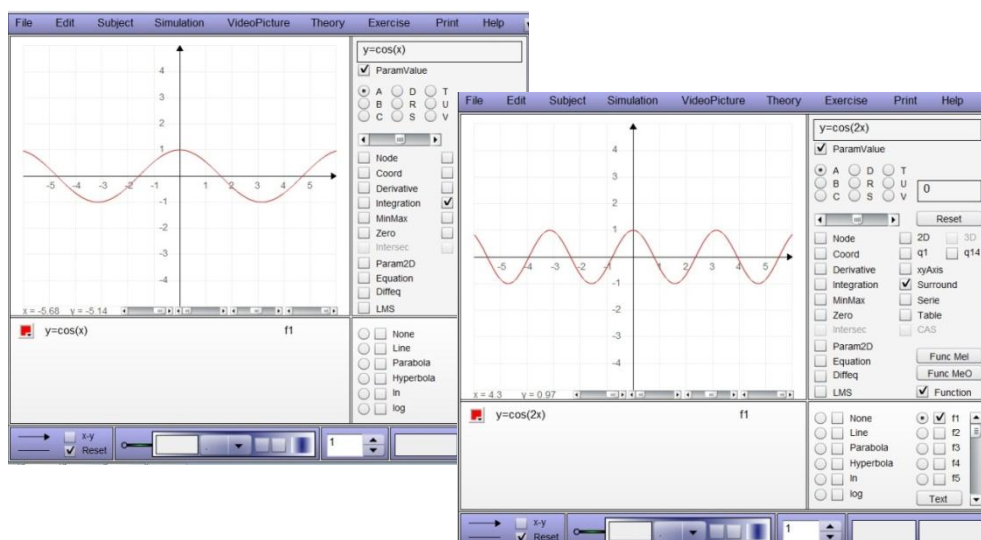 File Edit Subject Simulation VideoPicture Theory Exercise Print Help
y=cos(x)
ParamValue
A D T
B R U
C S V
4
3
2
1
-5 -4 -3 -2 -1 1 2 3 4 5
-1
-2
-3
-4
x = -5.68 y = -5.14
Node
Coord
Derivative
Integration
MinMax
Zero
Intersec
Param2D
Equation
Diffeq
LMS
y=cos(x) f1
None
Line
Parabola
Hyperbola
ln
log
x-y
Reset
1
File Edit Subject Simulation VideoPicture Theory Exercise Print Help
y=cos(2x)
ParamValue
A D T
B R U
C S V
0
Reset
4
3
2
1
-5 -4 -3 -2 -1 1 2 3 4 5
-1
-2
-3
-4
x = 4.3 y = 0.97
Node 2D 3D
Coord q1 q14
Derivative xyAxis
Integration Surround
MinMax Serie
Zero Table
Intersec CAS
Param2D
Equation Func MeI
Diffeq Func MeO
LMS Function
y=cos(2x) f1
None f1
Line f2
Parabola f3
Hyperbola f4
ln f5
log Text
x-y
Reset
1